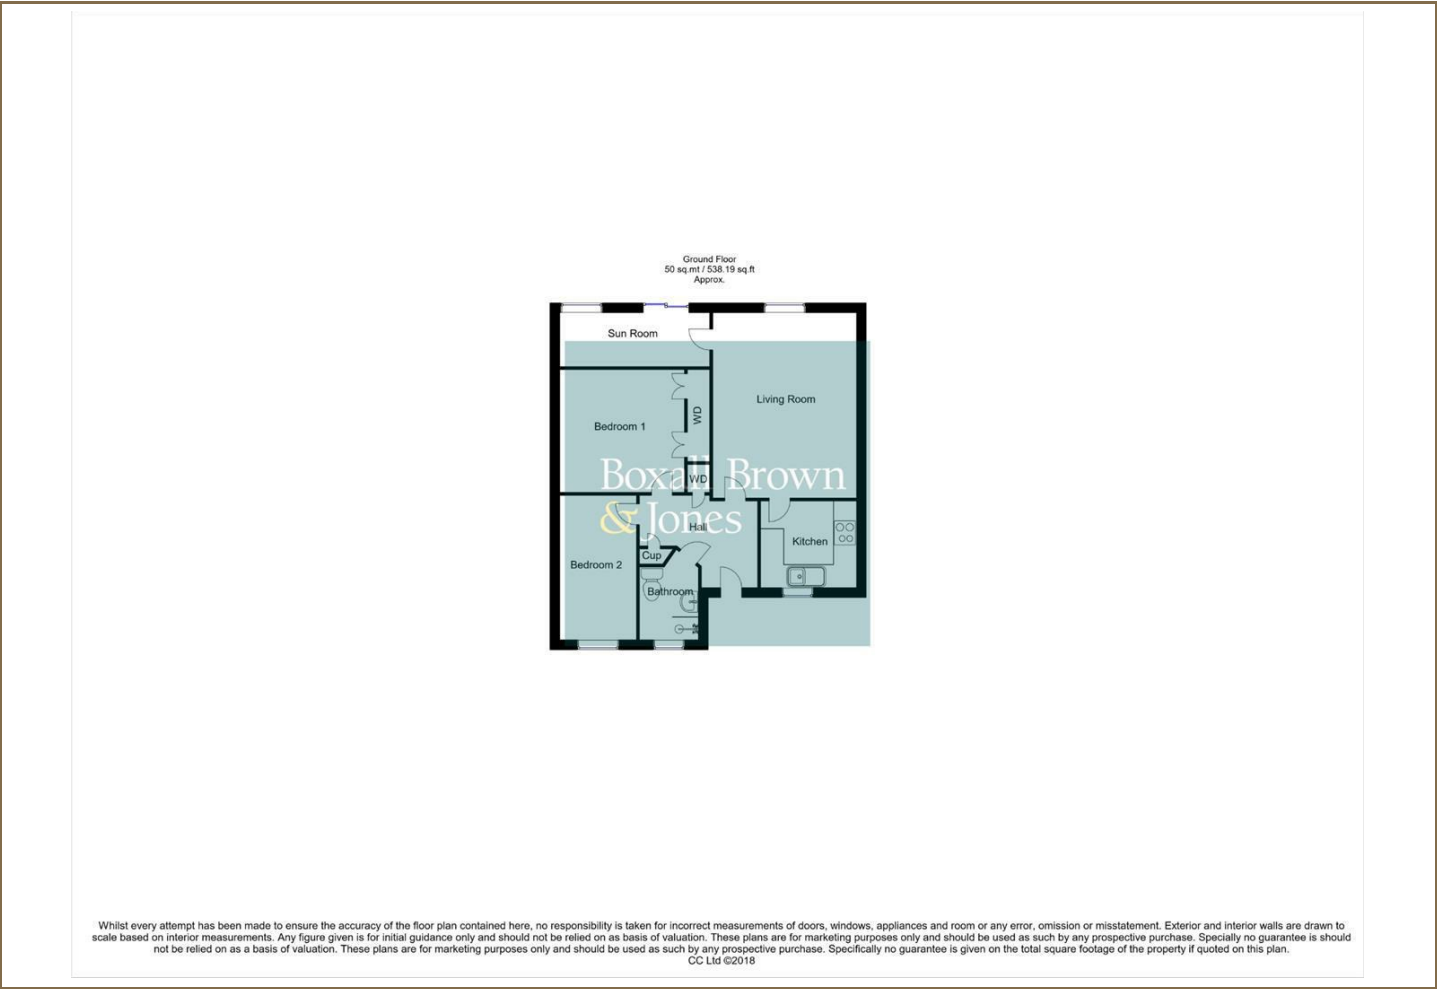 Ground Floor
50 sq.mt / 538.19 sq.ft
Approx.
Sun Room
Living Room
WD
Bedroom 1
Boxall Brown
WD
& Jones
Hall
Kitchen
Cup
Bedroom 2
Bathroom
Whilst every attempt has been made to ensure the accuracy of the floor plan contained here, no responsibility is taken for incorrect measurements of doors, windows, appliances and room or any error, omission or misstatement. Exterior and interior walls are drawn to
scale based on interior measurements. Any figure given is for initial guidance only and should not be relied on as basis of valuation. These plans are for marketing purposes only and should be used as such by any prospective purchase. Specially no guarantee is should
not be relied on as a basis of valuation. These plans are for marketing purposes only and should be used as such by any prospective purchase. Specifically no guarantee is given on the total square footage of the property if quoted on this plan.
CC Ltd ©2018